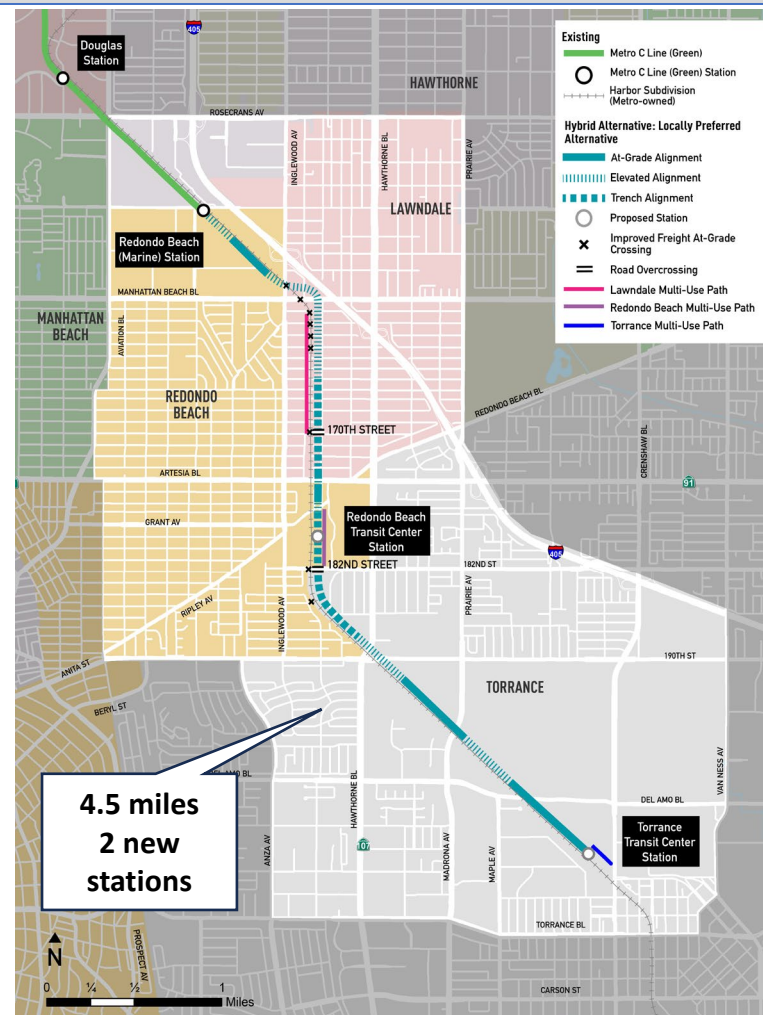 Douglas
Station
405
HAWTHORNE
ROSECRANS AV
INGLEWOOD AV
HAWTHORNE BL
PRAIRIE AV
LAWNDALE
Existing
Metro C Line (Green)
Metro C Line (Green) Station
Harbor Subdivision
(Metro-owned)
Hybrid Alternative: Locally Preferred
Alternative
At-Grade Alignment
Elevated Alignment
Trench Alignment
Proposed Station
Improved Freight At-Grade
Crossing
Road Overcrossing
Lawndale Multi-Use Path
Redondo Beach Multi-Use Path
Torrance Multi-Use Path
Redondo Beach
(Marine) Station
MANHATTAN BEACH BL
MANHATTAN
BEACH
AVIATION BL
REDONDO
BEACH
REDONDO BEACH BL
170TH STREET
CRENSHAW BL
ARTESIA BL
91
GRANT AV
Redondo Beach
Transit Center
Station
405
182ND STREET
182ND ST
PRAIRIE AV
RIPLEY AV
INGLEWOOD AV
ANITA ST
190TH ST
BERYL ST
TORRANCE
VAN NESS AV
DEL AMO BL
4.5 miles
2 new
stations
ANZA AV
HAWTHORNE BL
107
MADRONA AV
MAPLE AV
DEL AMO BL
Torrance
Transit Center
Station
TORRANCE BL
PROSPECT AV
CARSON ST
N
0 ¼ ½ 1
Miles